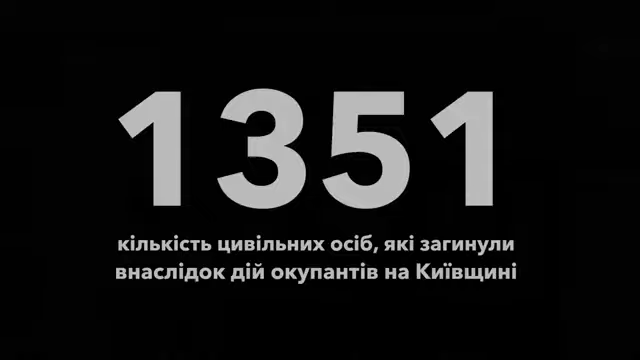 1351
кількість цивільних осіб, які загинули
внаслідок дій окупантів на Київщині